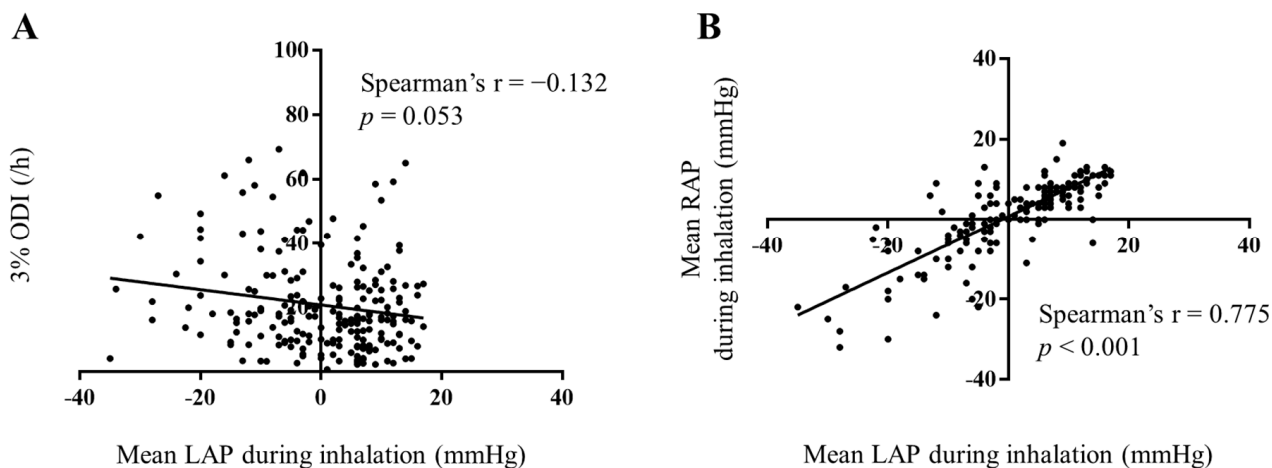 A
100
80
60
40
20
3% ODI (/h)
Spearman's r = −0.132
p = 0.053
-40
-20
0
20
40
Mean LAP during inhalation (mmHg)
B
40
20
-20
-40
Mean RAP
during inhalation (mmHg)
-40
-20
20
40
Spearman's r = 0.775
p < 0.001
Mean LAP during inhalation (mmHg)